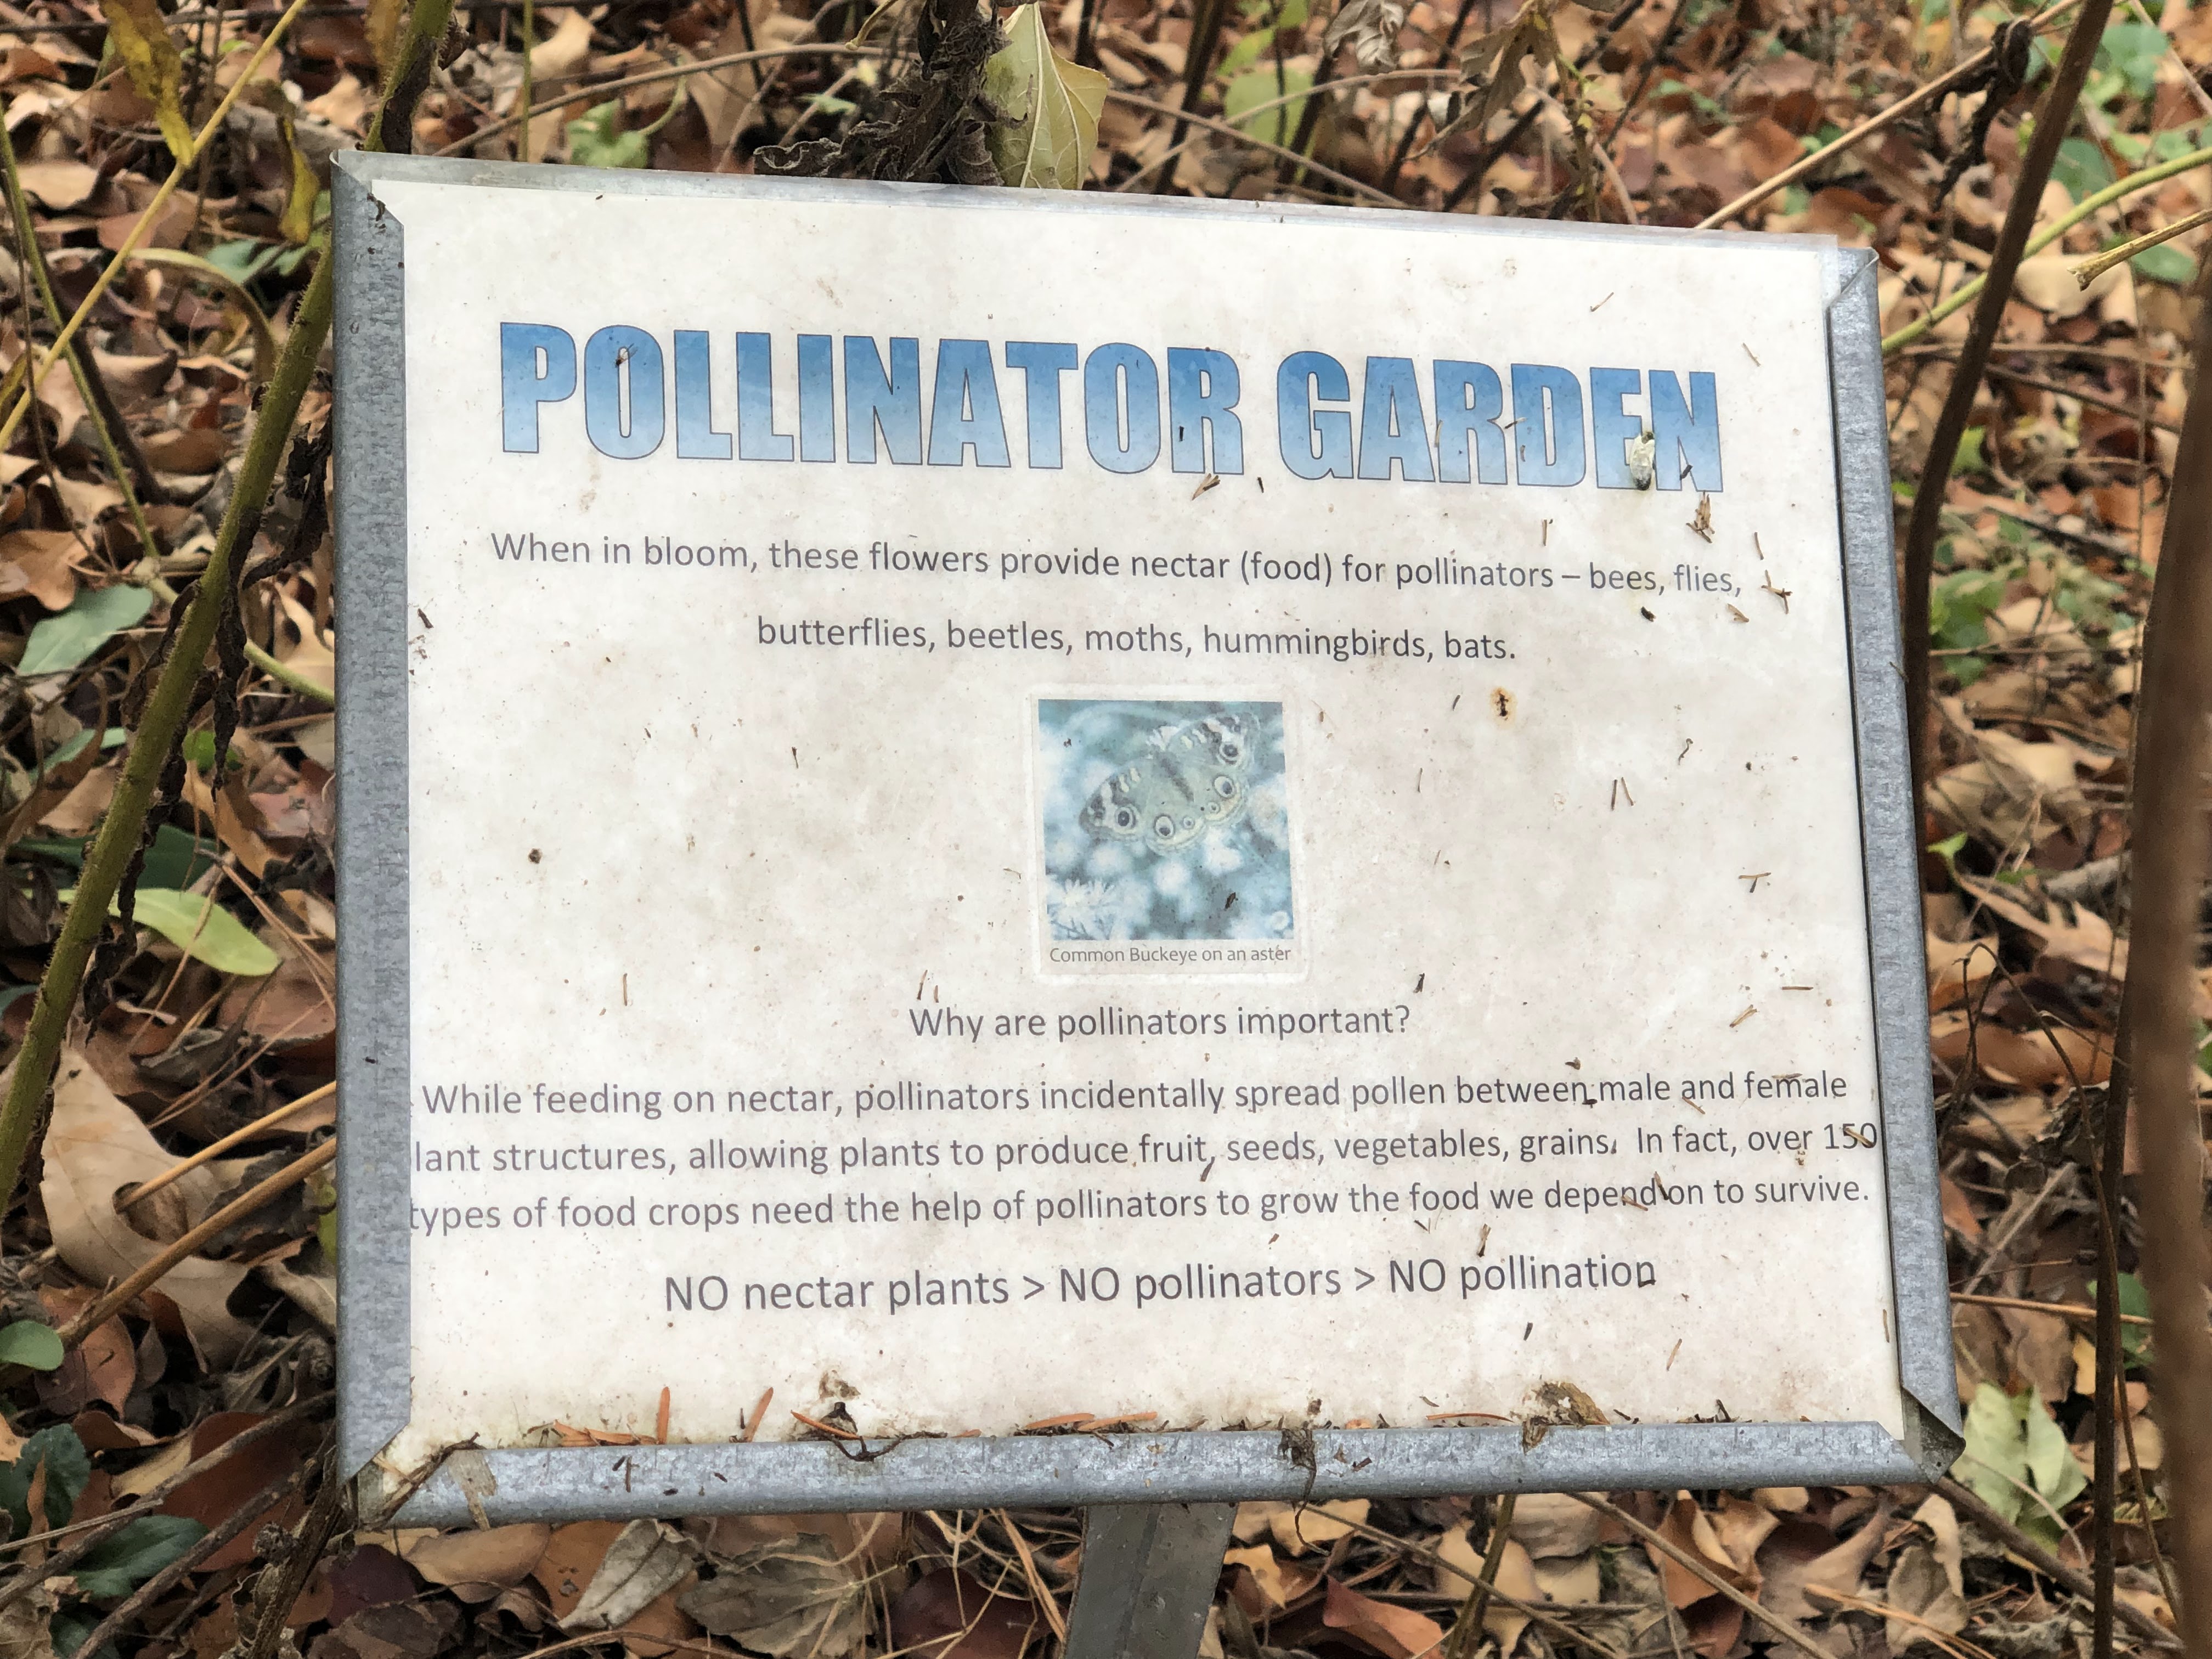 POLLINATOR GARDEN
When in bloom, these flowers provide nectar (food) for pollinators – bees, flies,
butterflies, beetles, moths, hummingbirds, bats.
Common Buckeye on an aster
Why are pollinators important?
While feeding on nectar, pollinators incidentally spread pollen between male and female
lant structures, allowing plants to produce fruit, seeds, vegetables, grains. In fact, over 150
types of food crops need the help of pollinators to grow the food we depend on to survive.
NO nectar plants > NO pollinators > NO pollination